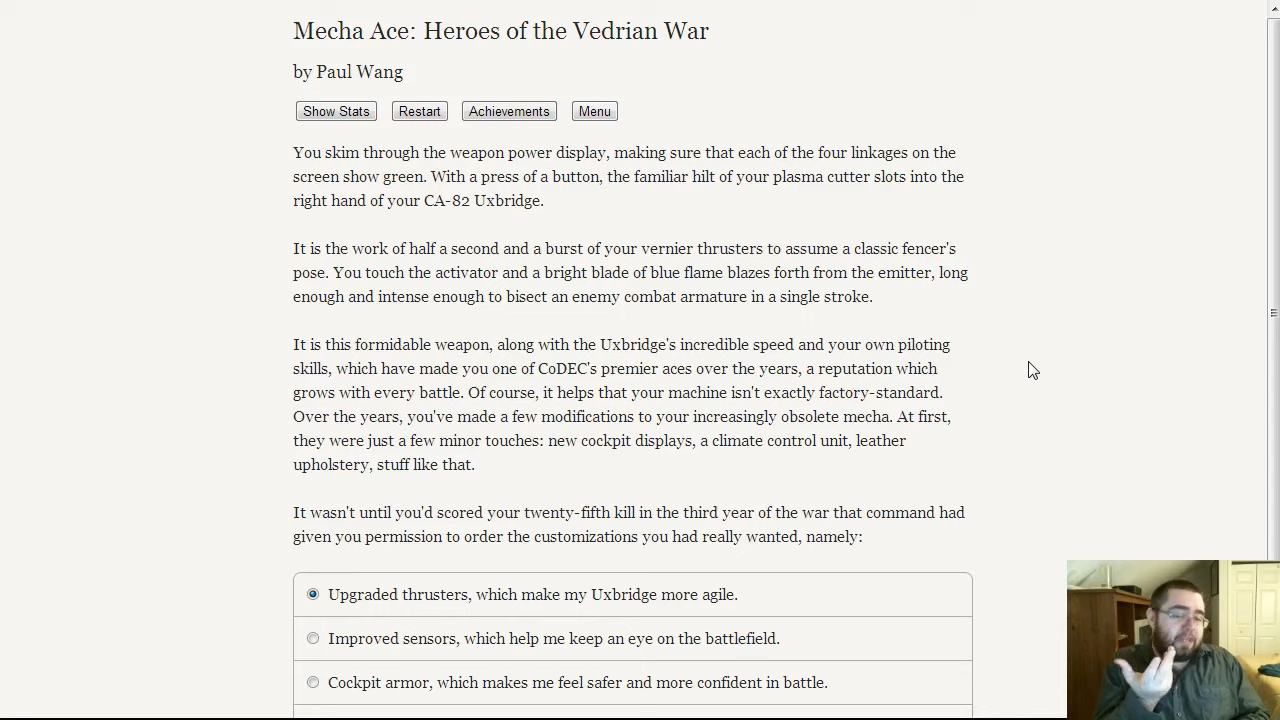 Mecha Ace: Heroes of the Vedrian War
by Paul Wang
Show Stats Restart Achievements Menu
You skim through the weapon power display, making sure that each of the four linkages on the
screen show green. With a press of a button, the familiar hilt of your plasma cutter slots into the
right hand of your CA-82 Uxbridge.
It is the work of half a second and a burst of your vernier thrusters to assume a classic fencer's
pose. You touch the activator and a bright blade of blue flame blazes forth from the emitter, long
enough and intense enough to bisect an enemy combat armature in a single stroke.
It is this formidable weapon, along with the Uxbridge's incredible speed and your own piloting
skills, which have made you one of CoDEC's premier aces over the years, a reputation which
grows with every battle. Of course, it helps that your machine isn't exactly factory-standard.
Over the years, you've made a few modifications to your increasingly obsolete mecha. At first,
they were just a few minor touches: new cockpit displays, a climate control unit, leather
upholstery, stuff like that.
It wasn't until you'd scored your twenty-fifth kill in the third year of the war that command had
given you permission to order the customizations you had really wanted, namely:
Upgraded thrusters, which make my Uxbridge more agile.
Improved sensors, which help me keep an eye on the battlefield.
Cockpit armor, which makes me feel safer and more confident in battle.